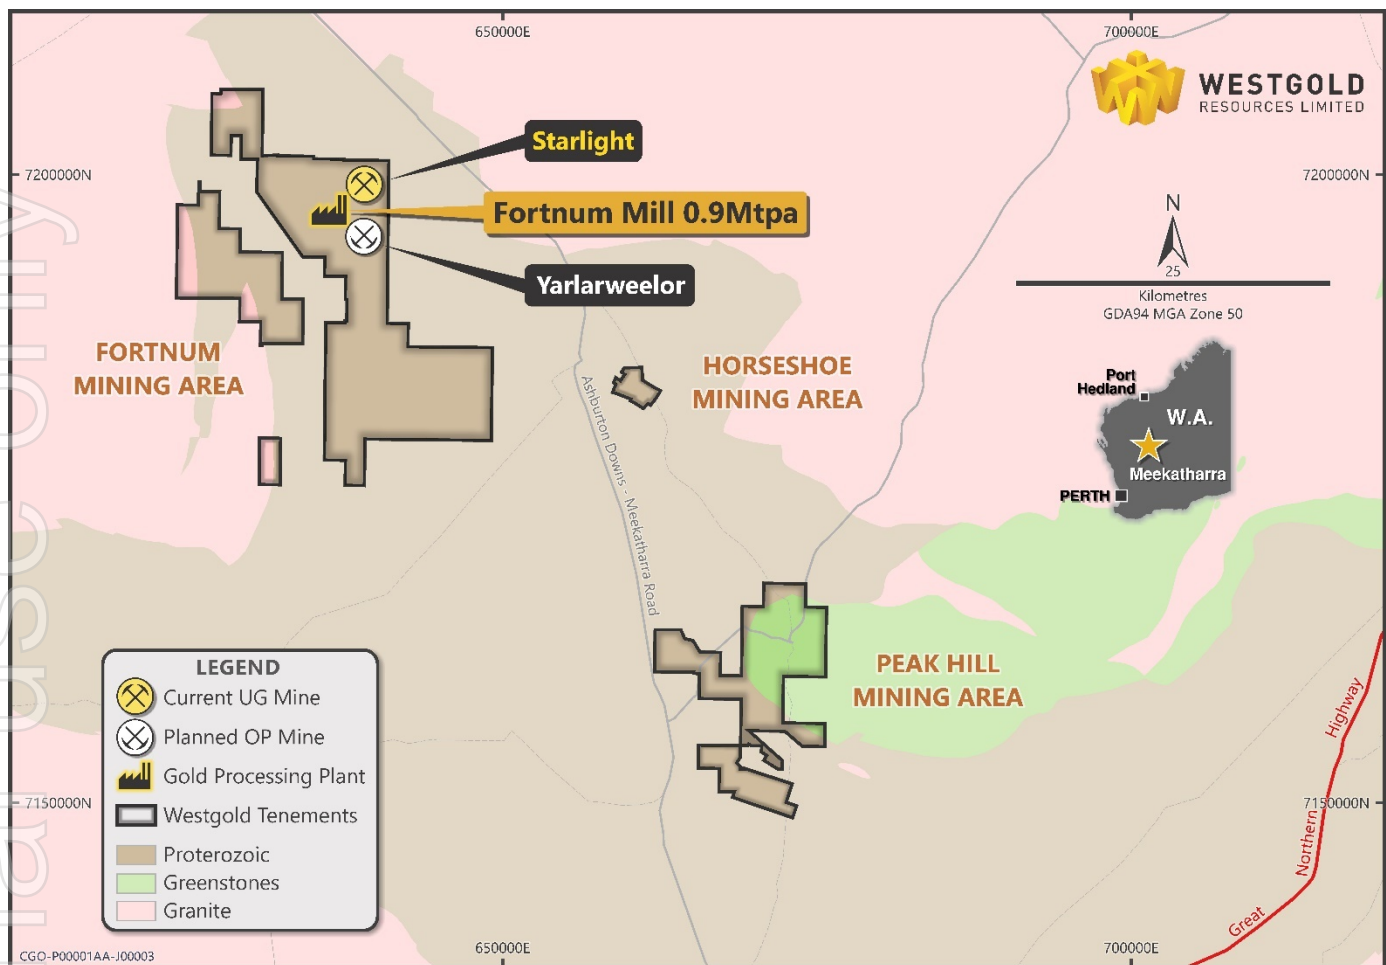 650000E
700000E
WESTGOLD
RESOURCES LIMITED
Starlight
7200000N
7200000N
Fortnum Mill 0.9Mtpa
N
25
Kilometres
GDA94 MGA Zone 50
Yarlarweelor
FORTNUM
MINING AREA
HORSESHOE
MINING AREA
Port
Hedland
W.A.
Meekatharra
PERTH
Ashburton Downs - Meekatharra Road
PEAK HILL
MINING AREA
LEGEND
Current UG Mine
Planned OP Mine
Gold Processing Plant
Westgold Tenements
Proterozoic
Greenstones
Granite
7150000N
7150000N
Great Northern Highway
650000E
700000E
CGO-P00001AA-J00003
use only